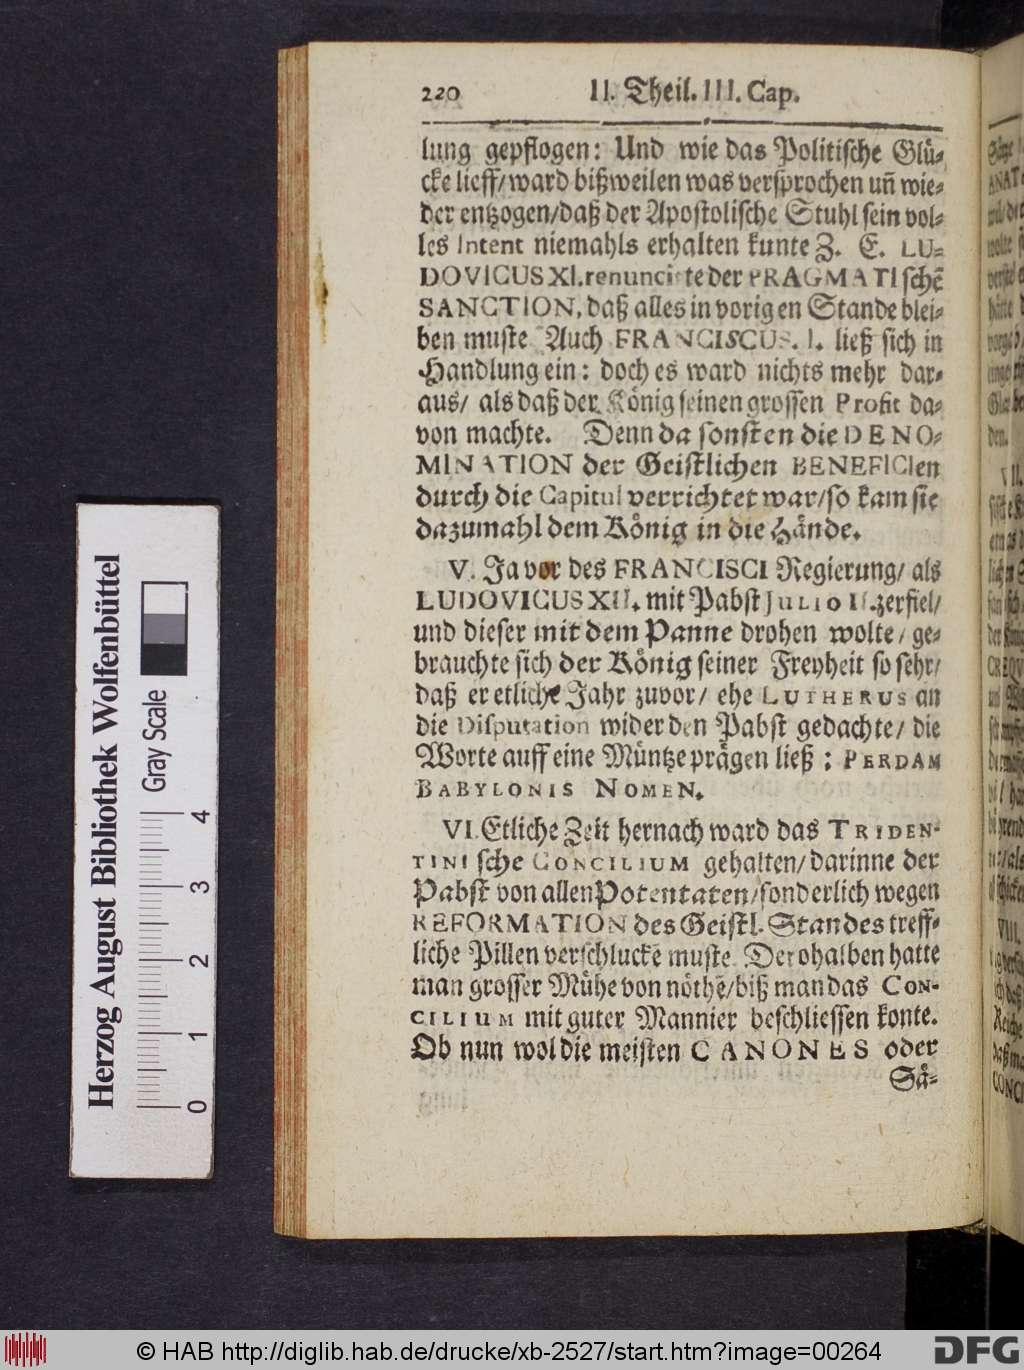 220 II. Theil. III. Cap.
lung gepflogen: Und wie das Politische Glü-
cke lieff/ ward bißweilen was versprochen uñ wie-
der entzogen/ daß der Apostolische Stuhl sein vol-
les Intent niemahls erhalten kunte Z. E. LU-
DOVICUS XI. renuncirte der PRAGMATIschẽ
SANCTION, daß alles in vorigen Stande blei-
ben muste Auch FRANCISCUS. I. ließ sich in
Handlung ein: doch es ward nichts mehr dar-
aus/ als daß der König seinen grossen Profit da-
von machte. Denn da sonsten die DENO-
MINATION der Geistlichen BENEFICIen
durch die Capitul verrichtet war/ so kam sie
dazumahl dem König in die Hände.
V. Ja vor des FRANCISCI Regierung/ als
LUDOVICUS XII. mit Pabst JULIO II. zerfiel/
und dieser mit dem Panne drohen wolte/ ge-
brauchte sich der König seiner Freyheit so sehr/
daß er etliche Jahr zuvor/ ehe LUTHERUS an
die Disputation wider den Pabst gedachte/ die
Worte auff eine Müntze prägen ließ: PERDAM
BABYLONIS NOMEN.
VI. Etliche Zeit hernach ward das TRIDEN-
TINIsche CONCILIUM gehalten/ darinne der
Pabst von allen Potentaten/ sonderlich wegen
REFORMATION des Geistl. Standes treff-
liche Pillen verschluckẽ muste. Derohalben hatte
man grosser Mühe von nöthẽ/ biß man das CON-
CILIUM mit guter Mannier beschliessen konte.
Ob nun wol die meisten CANONES oder
Sä-
Herzog August Bibliothek Wolfenbüttel
Gray Scale
0 1 2 3 4
© HAB http://diglib.hab.de/drucke/xb-2527/start.htm?image=00264
DFG